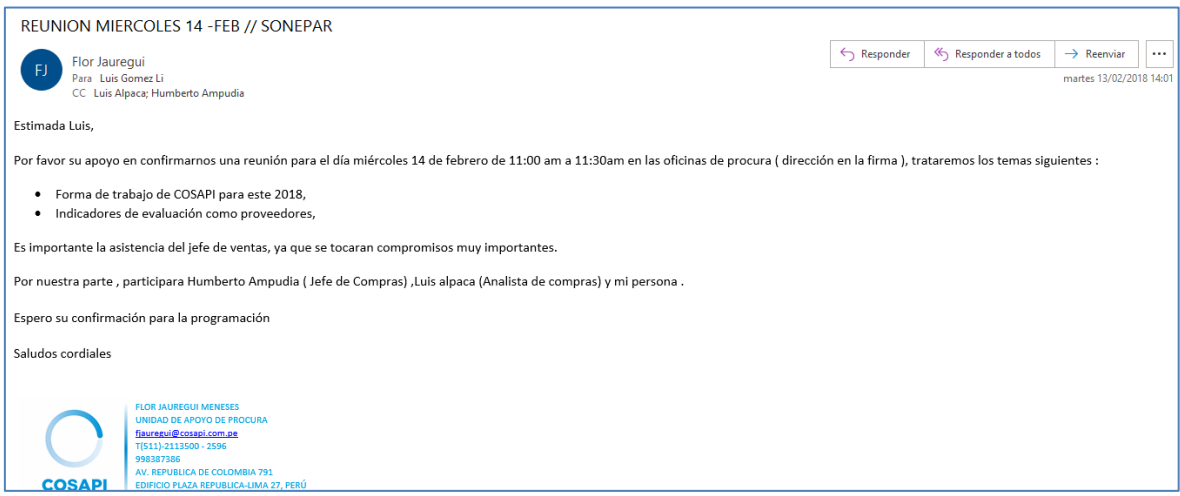 REUNION MIERCOLES 14 -FEB // SONEPAR
FJ
Flor Jauregui
Para Luis Gomez Li
CC Luis Alpaca; Humberto Ampudia
Responder
Responder a todos
Reenviar
...
martes 13/02/2018 14:01
Estimada Luis,
Por favor su apoyo en confirmarnos una reunión para el día miércoles 14 de febrero de 11:00 am a 11:30am en las oficinas de procura ( dirección en la firma ), trataremos los temas siguientes :
• Forma de trabajo de COSAPI para este 2018,
• Indicadores de evaluación como proveedores,
Es importante la asistencia del jefe de ventas, ya que se tocaran compromisos muy importantes.
Por nuestra parte , participara Humberto Ampudia ( Jefe de Compras) ,Luis alpaca (Analista de compras) y mi persona .
Espero su confirmación para la programación
Saludos cordiales
COSAPI
FLOR JAUREGUI MENESES
UNIDAD DE APOYO DE PROCURA
fjauregui@cosapi.com.pe
T(511)-2113500 - 2596
998387386
AV. REPUBLICA DE COLOMBIA 791
EDIFICIO PLAZA REPUBLICA-LIMA 27, PERÚ